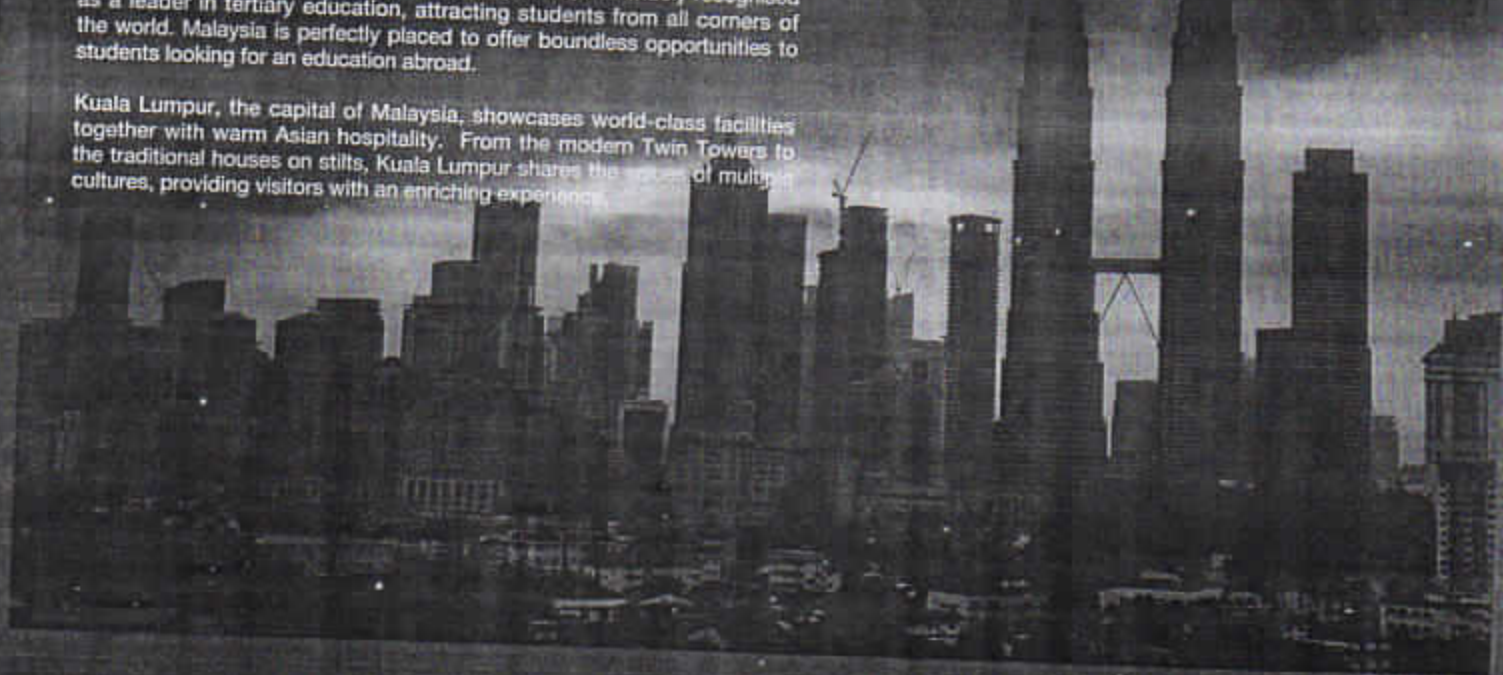 recognised
as a leader in tertiary education, attracting students from all corners of
the world. Malaysia is perfectly placed to offer boundless opportunities to
students looking for an education abroad.
Kuala Lumpur, the capital of Malaysia, showcases world-class facilities
together with warm Asian hospitality. From the modern Twin Towers to
the traditional houses on stilts, Kuala Lumpur shares the of multiple
cultures, providing visitors with an enriching experience.